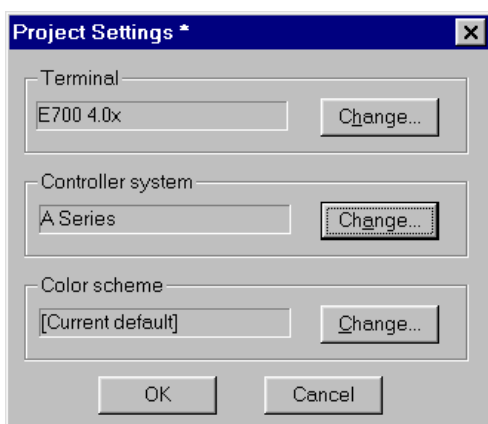 Project Settings *
Terminal
E700 4.0x
Change...
Controller system
A Series
Change...
Color scheme
[Current default]
Change...
OK
Cancel